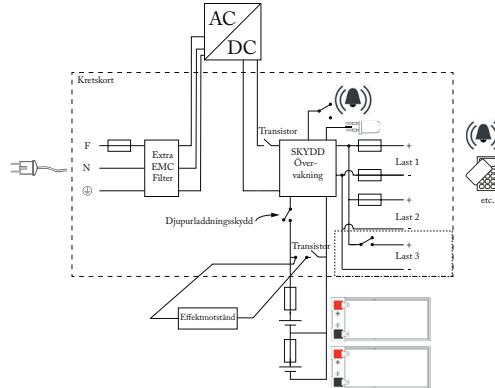 AC
DC
Kretskort
F
N
Transistor
Extra
EMC
Filter
SKYDD
Över-
vakning
+
Last 1
-
+
Last 2
-
+
Last 3
-
etc.
Djupurladdningsskydd
Transistor
Effektmotstånd